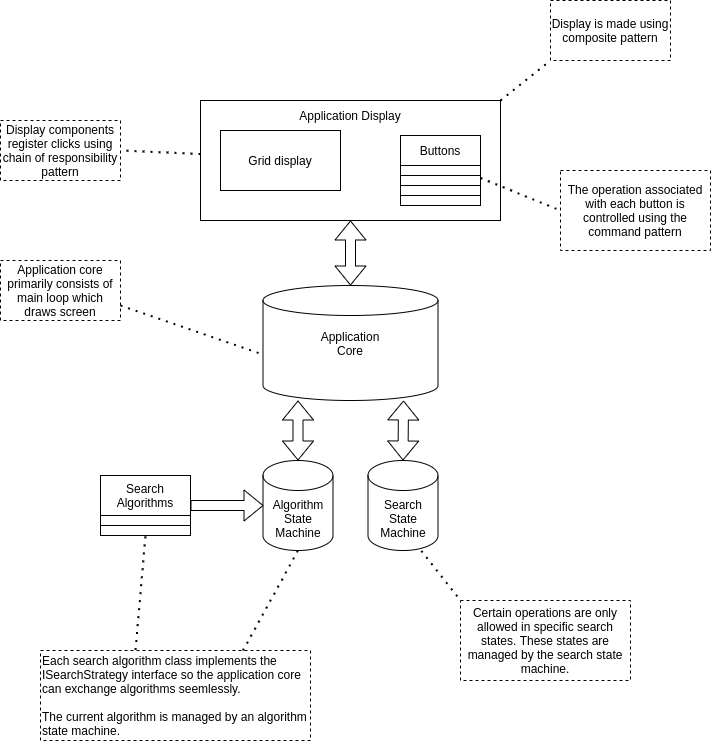 Display is made using
composite pattern
Application Display
Display components
register clicks using
chain of responsibility
pattern
Grid display
Buttons
The operation associated
with each button is
controlled using the
command pattern
Application core
primarily consists of
main loop which
draws screen
Application
Core
Search
Algorithms
Algorithm
State
Machine
Search
State
Machine
Certain operations are only
allowed in specific search
states. These states are
managed by the search state
machine.
Each search algorithm class implements the
ISearchStrategy interface so the application core
can exchange algorithms seemlessly.
The current algorithm is managed by an algorithm
state machine.